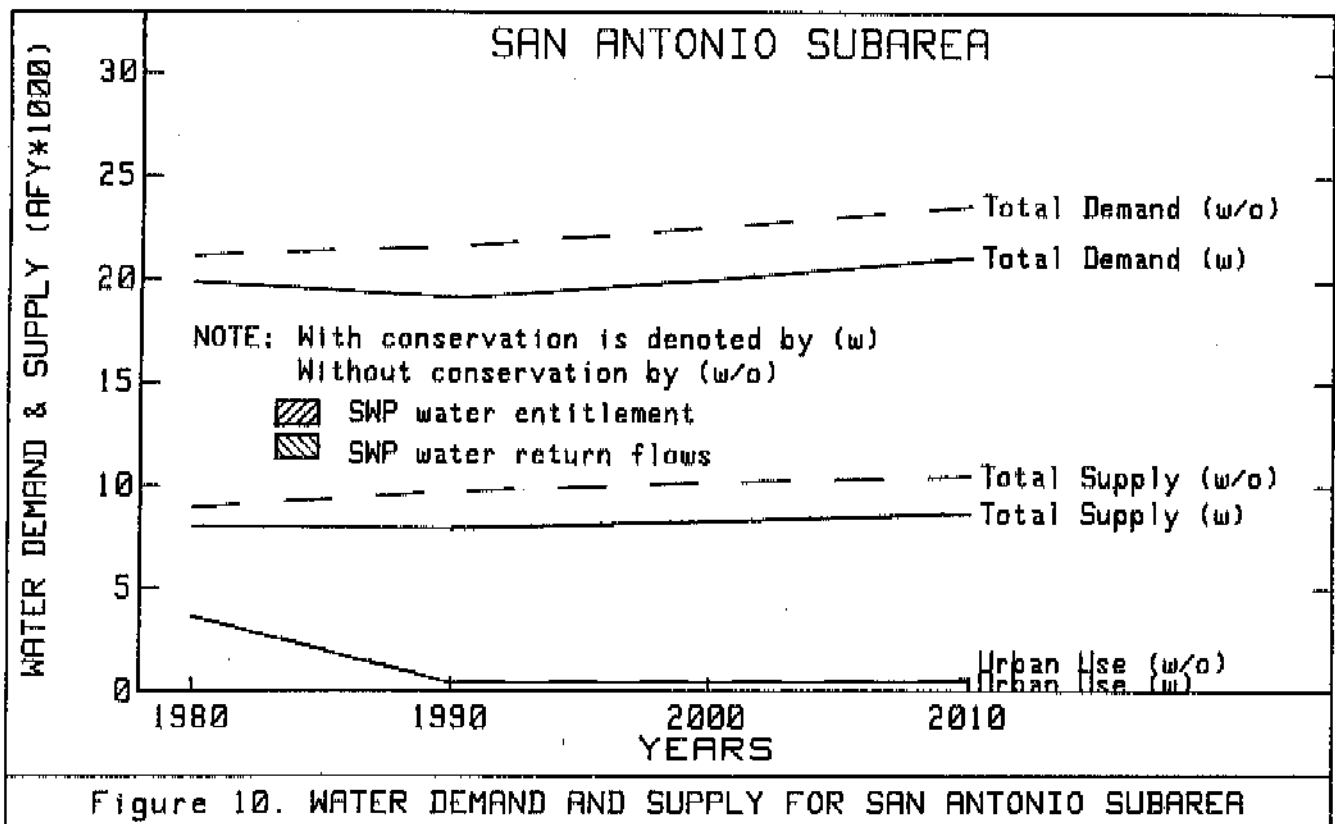 SAN ANTONIO SUBAREA
WATER DEMAND & SUPPLY (AFY*1000)
30
25
20
15
10
5
0
Total Demand (w/o)
Total Demand (w)
NOTE: With conservation is denoted by (w)
Without conservation by (w/o)
SWP water entitlement
SWP water return flows
Total Supply (w/o)
Total Supply (w)
Urban Use (w/o)
Urban Use (w)
1980 1990 2000 2010
YEARS
Figure 10. WATER DEMAND AND SUPPLY FOR SAN ANTONIO SUBAREA